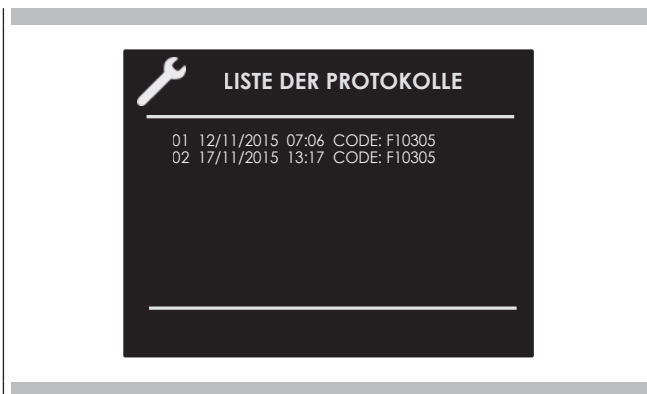 LISTE DER PROTOKOLLE
01 12/11/2015 07:06 CODE: F10305
02 17/11/2015 13:17 CODE: F10305